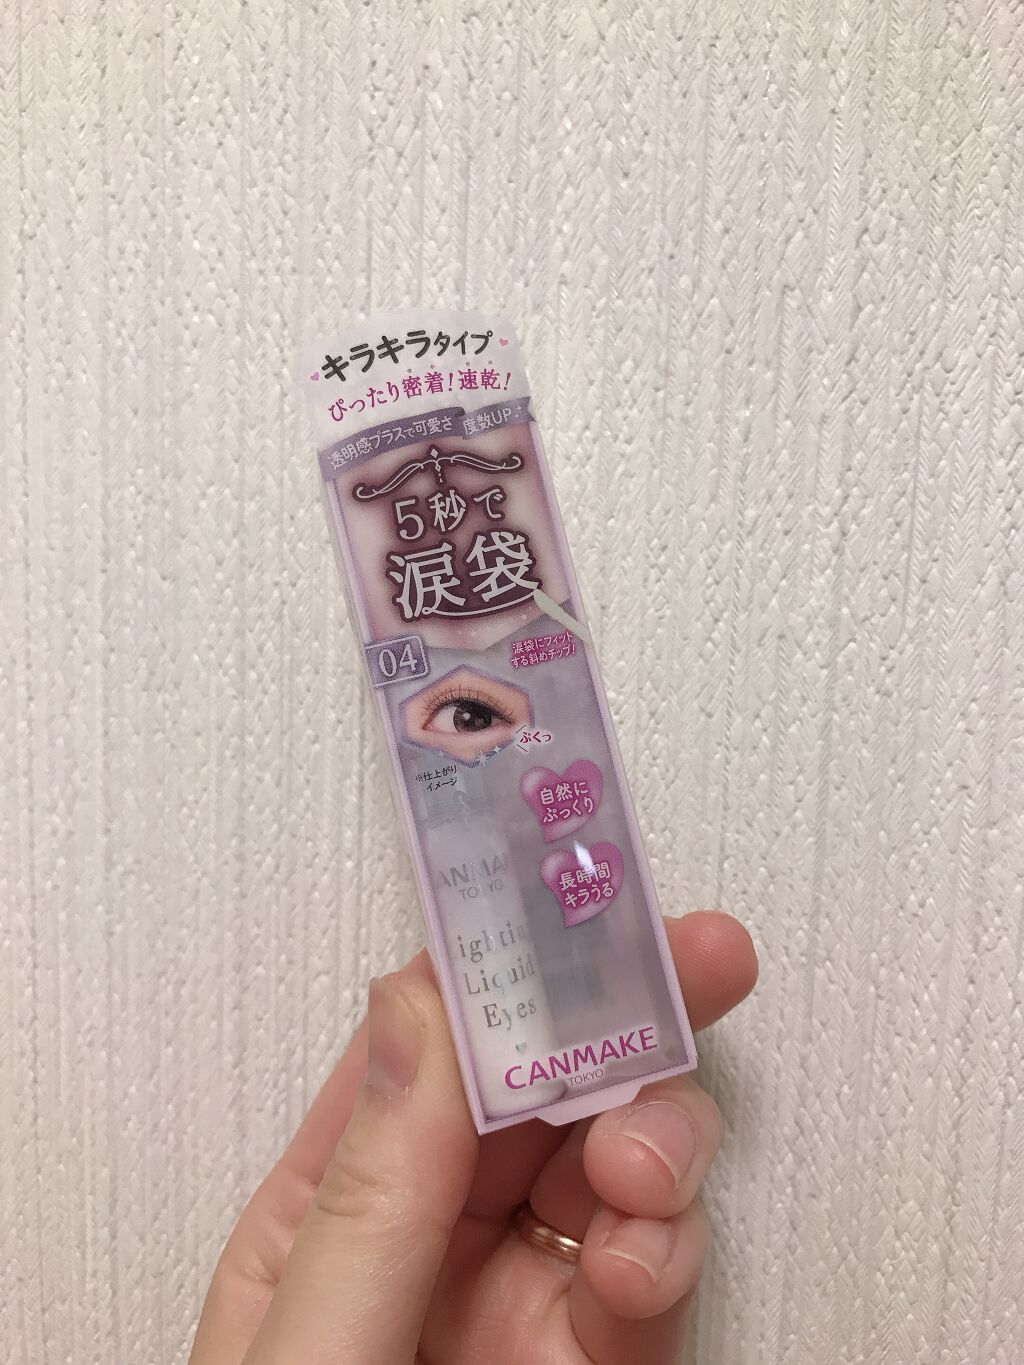 キラキラタイプ
ぴったり密着!速乾!
透明感プラスで可愛さ 度数UP
5秒で
涙袋
04
涙袋にフィット
する斜めチップ!
ぷくっ
※仕上がり
イメージ
自然に
ぷっくり
長時間
キラうる
CANMAKE
TOKYO
Lighting
Liquid
Eyes
CANMAKE
TOKYO